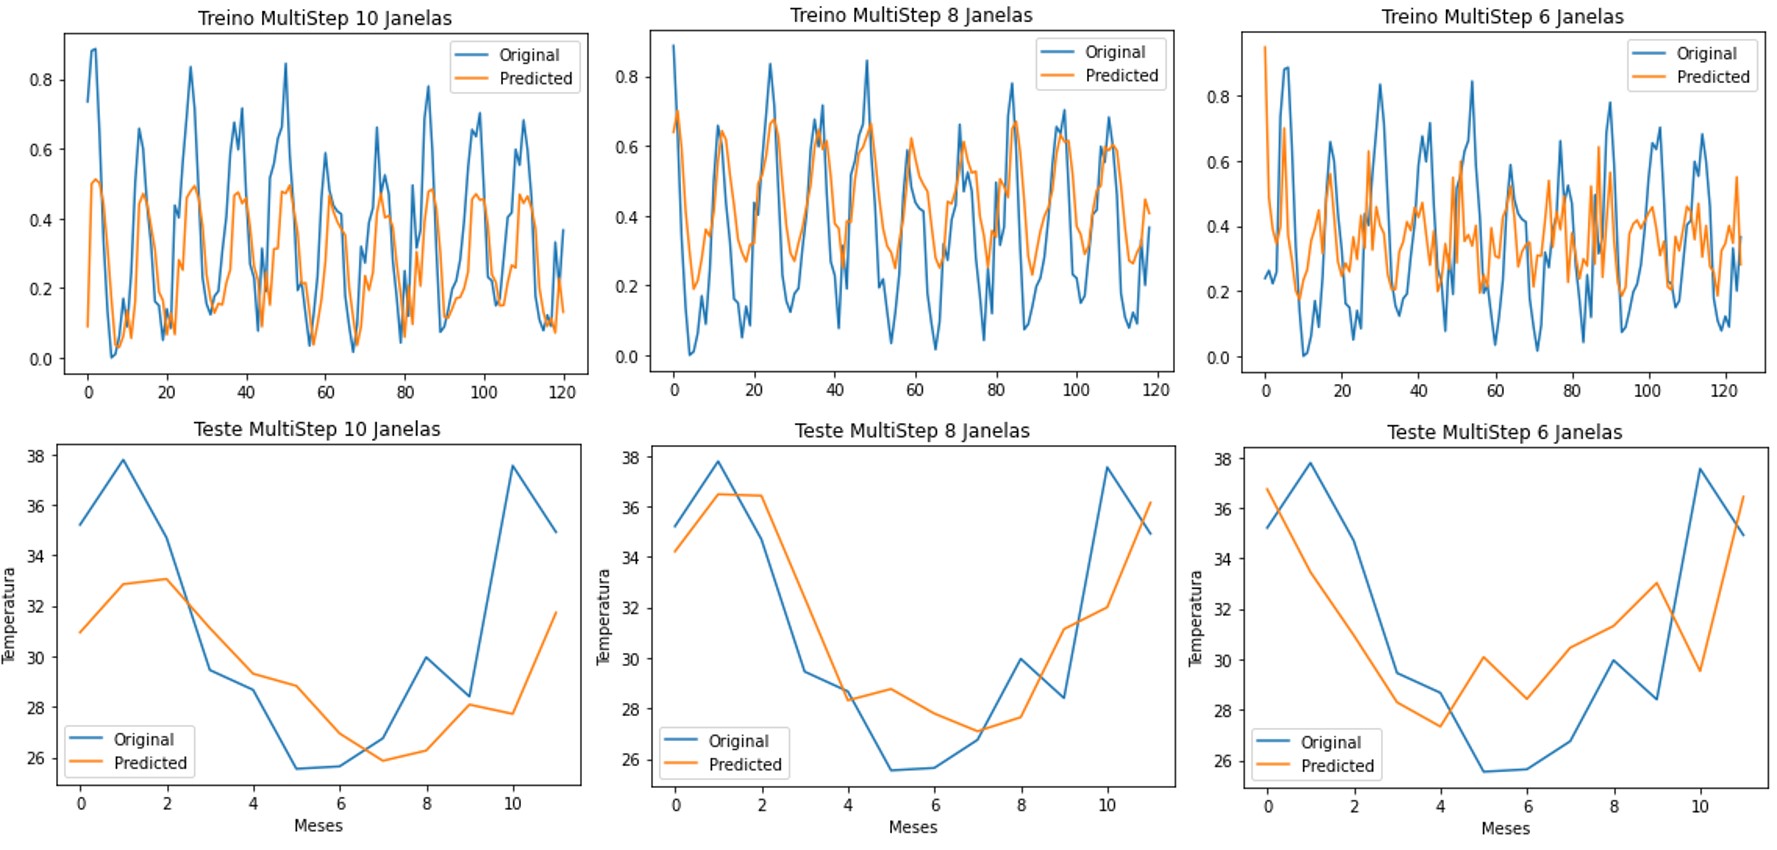 Treino MultiStep 10 Janelas
Original
Predicted
0.8
0.6
0.4
0.2
0.0
0 20 40 60 80 100 120
Treino MultiStep 8 Janelas
Original
Predicted
0.8
0.6
0.4
0.2
0.0
0 20 40 60 80 100 120
Treino MultiStep 6 Janelas
Original
Predicted
0.8
0.6
0.4
0.2
0.0
0 20 40 60 80 100 120
Teste MultiStep 10 Janelas
Temperatura
38
36
34
32
30
28
26
Original
Predicted
0 2 4 6 8 10
Meses
Teste MultiStep 8 Janelas
Temperatura
38
36
34
32
30
28
26
Original
Predicted
0 2 4 6 8 10
Meses
Teste MultiStep 6 Janelas
Temperatura
38
36
34
32
30
28
26
Original
Predicted
0 2 4 6 8 10
Meses